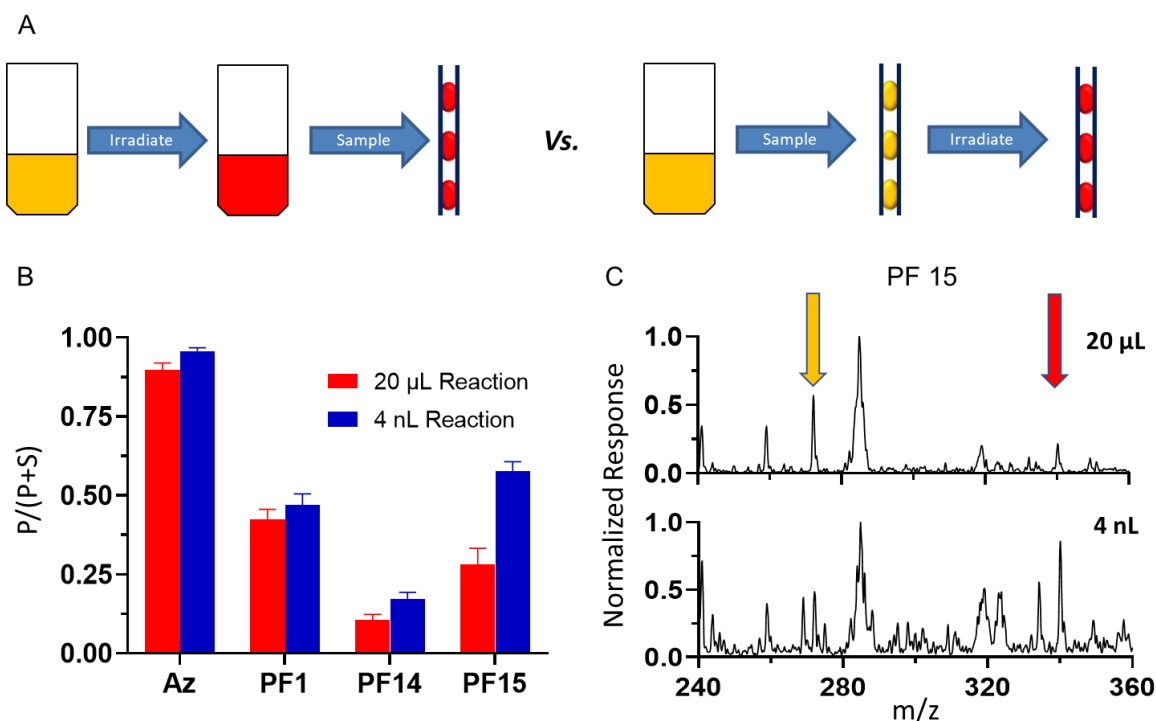 A
Irradiate
Sample
Vs.
Sample
Irradiate
B
P/(P+S)
1.00
0.75
0.50
0.25
0.00
20 µL Reaction
4 nL Reaction
Az PF1 PF14 PF15
C
PF 15
Normalized Response
20 µL
1.0
0.5
0.0
4 nL
1.0
0.5
0.0
240 280 320 360
m/z